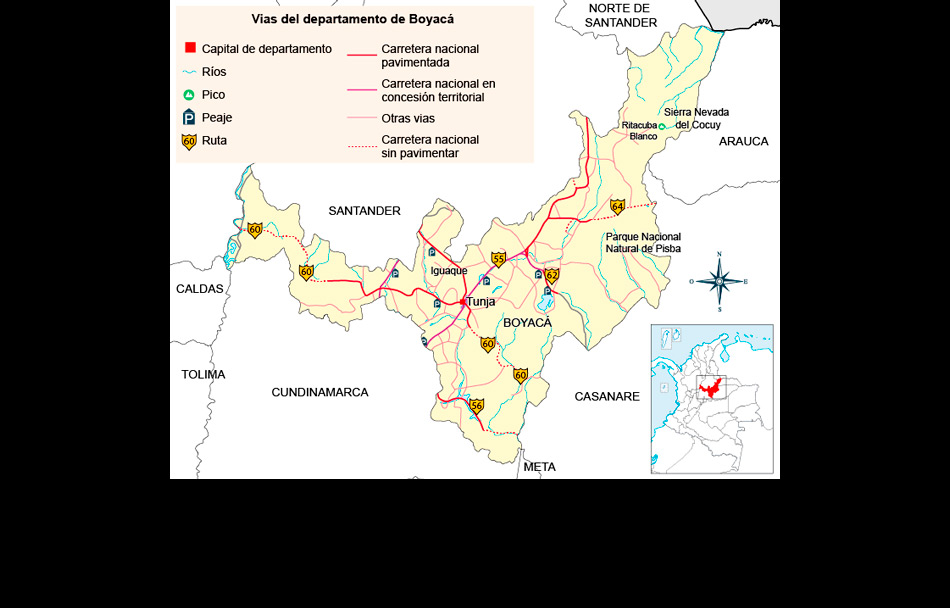 Vias del departamento de Boyacá
Capital de departamento
Ríos
Pico
Peaje
60 Ruta
Carretera nacional
pavimentada
Carretera nacional en
concesión territorial
Otras vias
Carretera nacional
sin pavimentar
NORTE DE
SANTANDER
Sierra Nevada
del Cocuy
Ritacuba
Blanco
ARAUCA
SANTANDER
64
60
Parque Nacional
Natural de Pisba
55
Iguaque
60
62
O E
N
S
CALDAS
Tunja
BOYACÁ
60
TOLIMA
60
CUNDINAMARCA
CASANARE
56
META